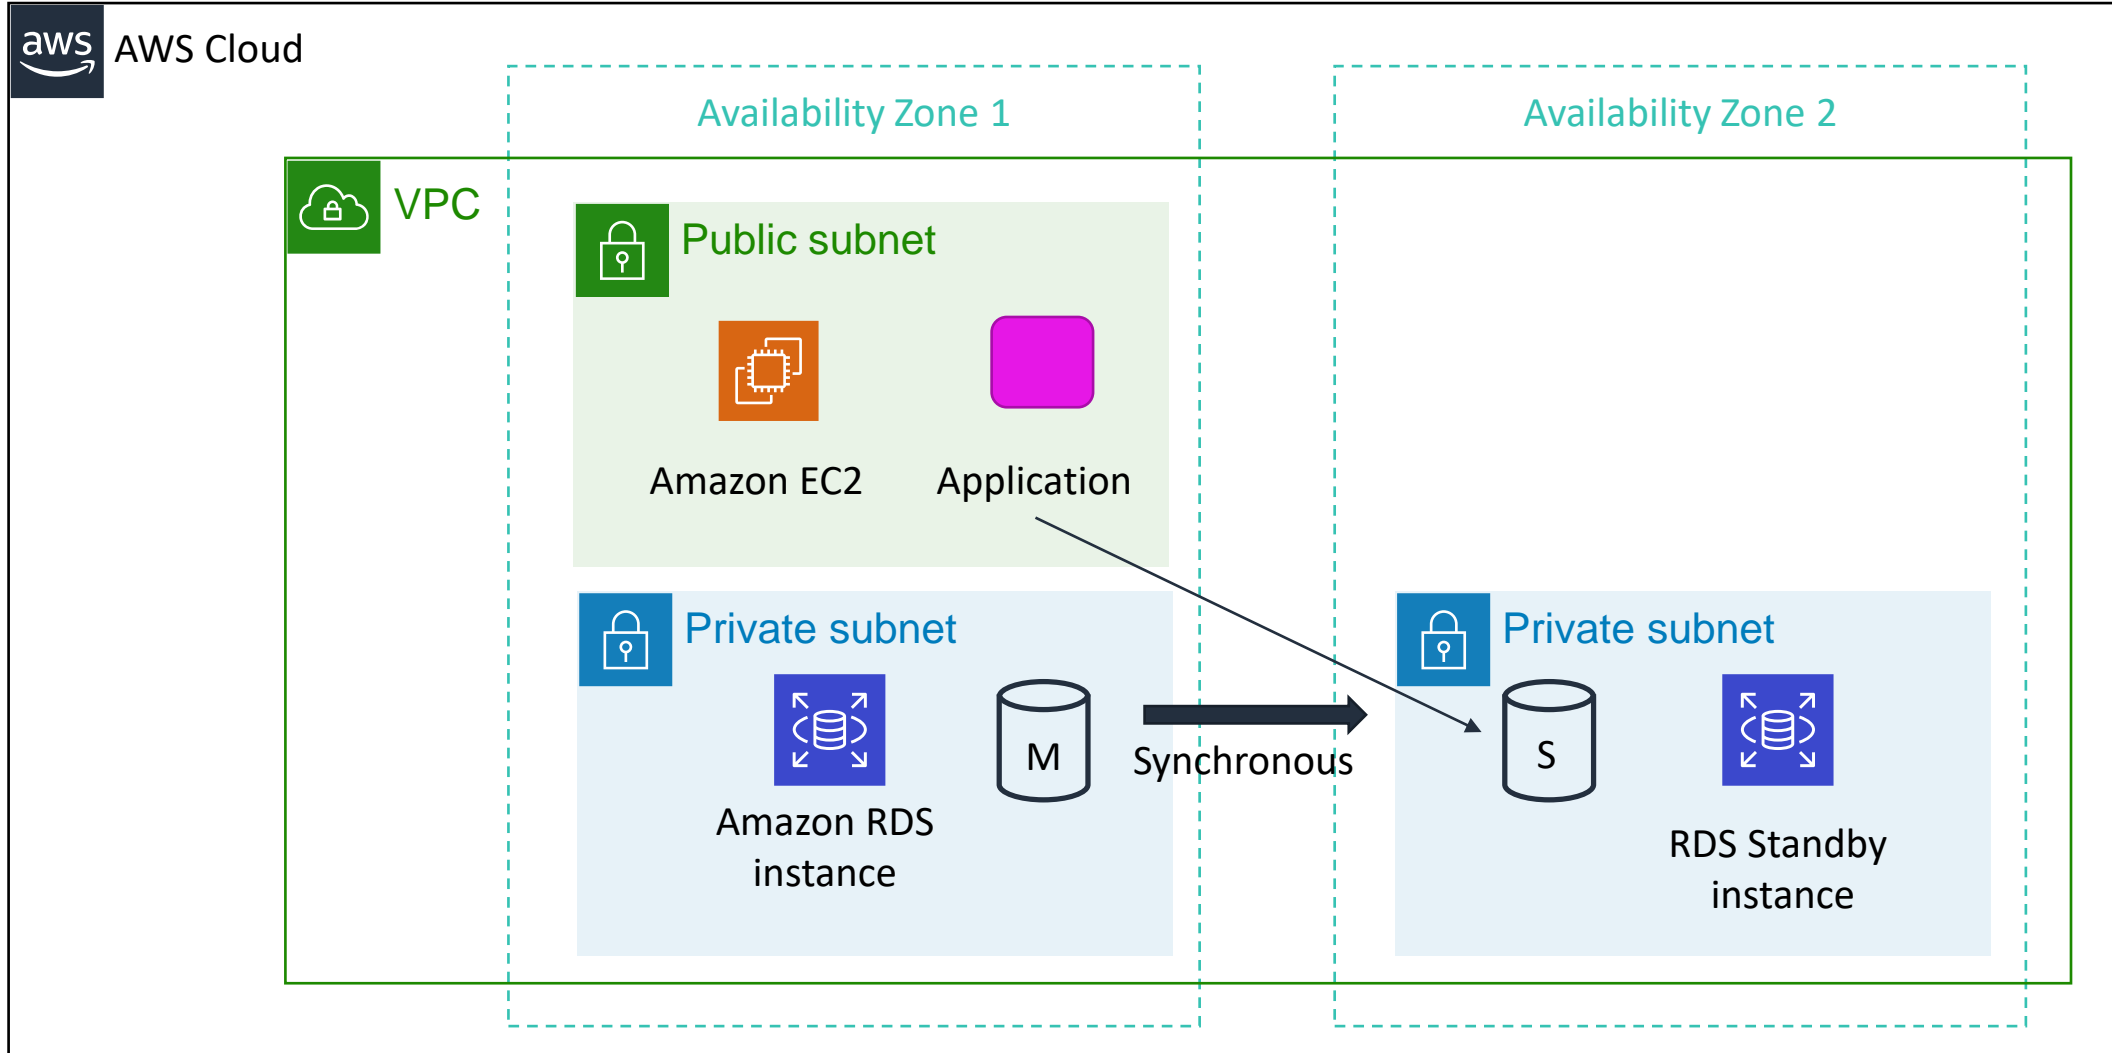 aws
AWS Cloud
Availability Zone 1
Availability Zone 2
VPC
Public subnet
Amazon EC2
Application
Private subnet
M
Amazon RDS
instance
Synchronous
Private subnet
S
RDS Standby
instance